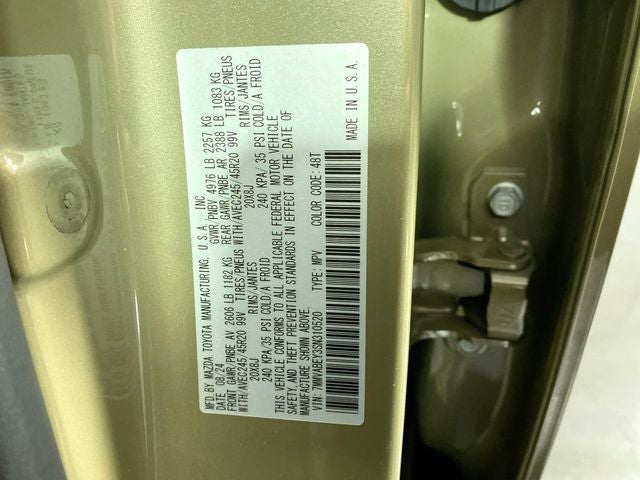 MFD. BY MAZDA TOYOTA MANUFACTURING, U.S.A., INC.
DATE 08/24 GVWR/PNBV 4976 LB 2257 KG
FRONT GAWR/PNBE AV 2606 LB 1182 KG REAR GAWR/PNBE AR 2388 LB 1083 KG
WITH/AVEC245/45R20 99V TIRES/PNEUS WITH/AVEC245/45R20 99V TIRES/PNEUS
20X8J RIMS/JANTES 20X8J RIMS/JANTES
240 KPA/35 PSI COLD/A FROID 240 KPA/ 35 PSI COLD/A FROID
THIS VEHICLE CONFORMS TO ALL APPLICABLE FEDERAL MOTOR VEHICLE
SAFETY, AND THEFT PREVENTION STANDARDS IN EFFECT ON THE DATE OF
MANUFACTURE SHOWN ABOVE.
7MMVABEY3SN310520 TYPE: MPV COLOR CODE: 48T MADE IN U.S.A.